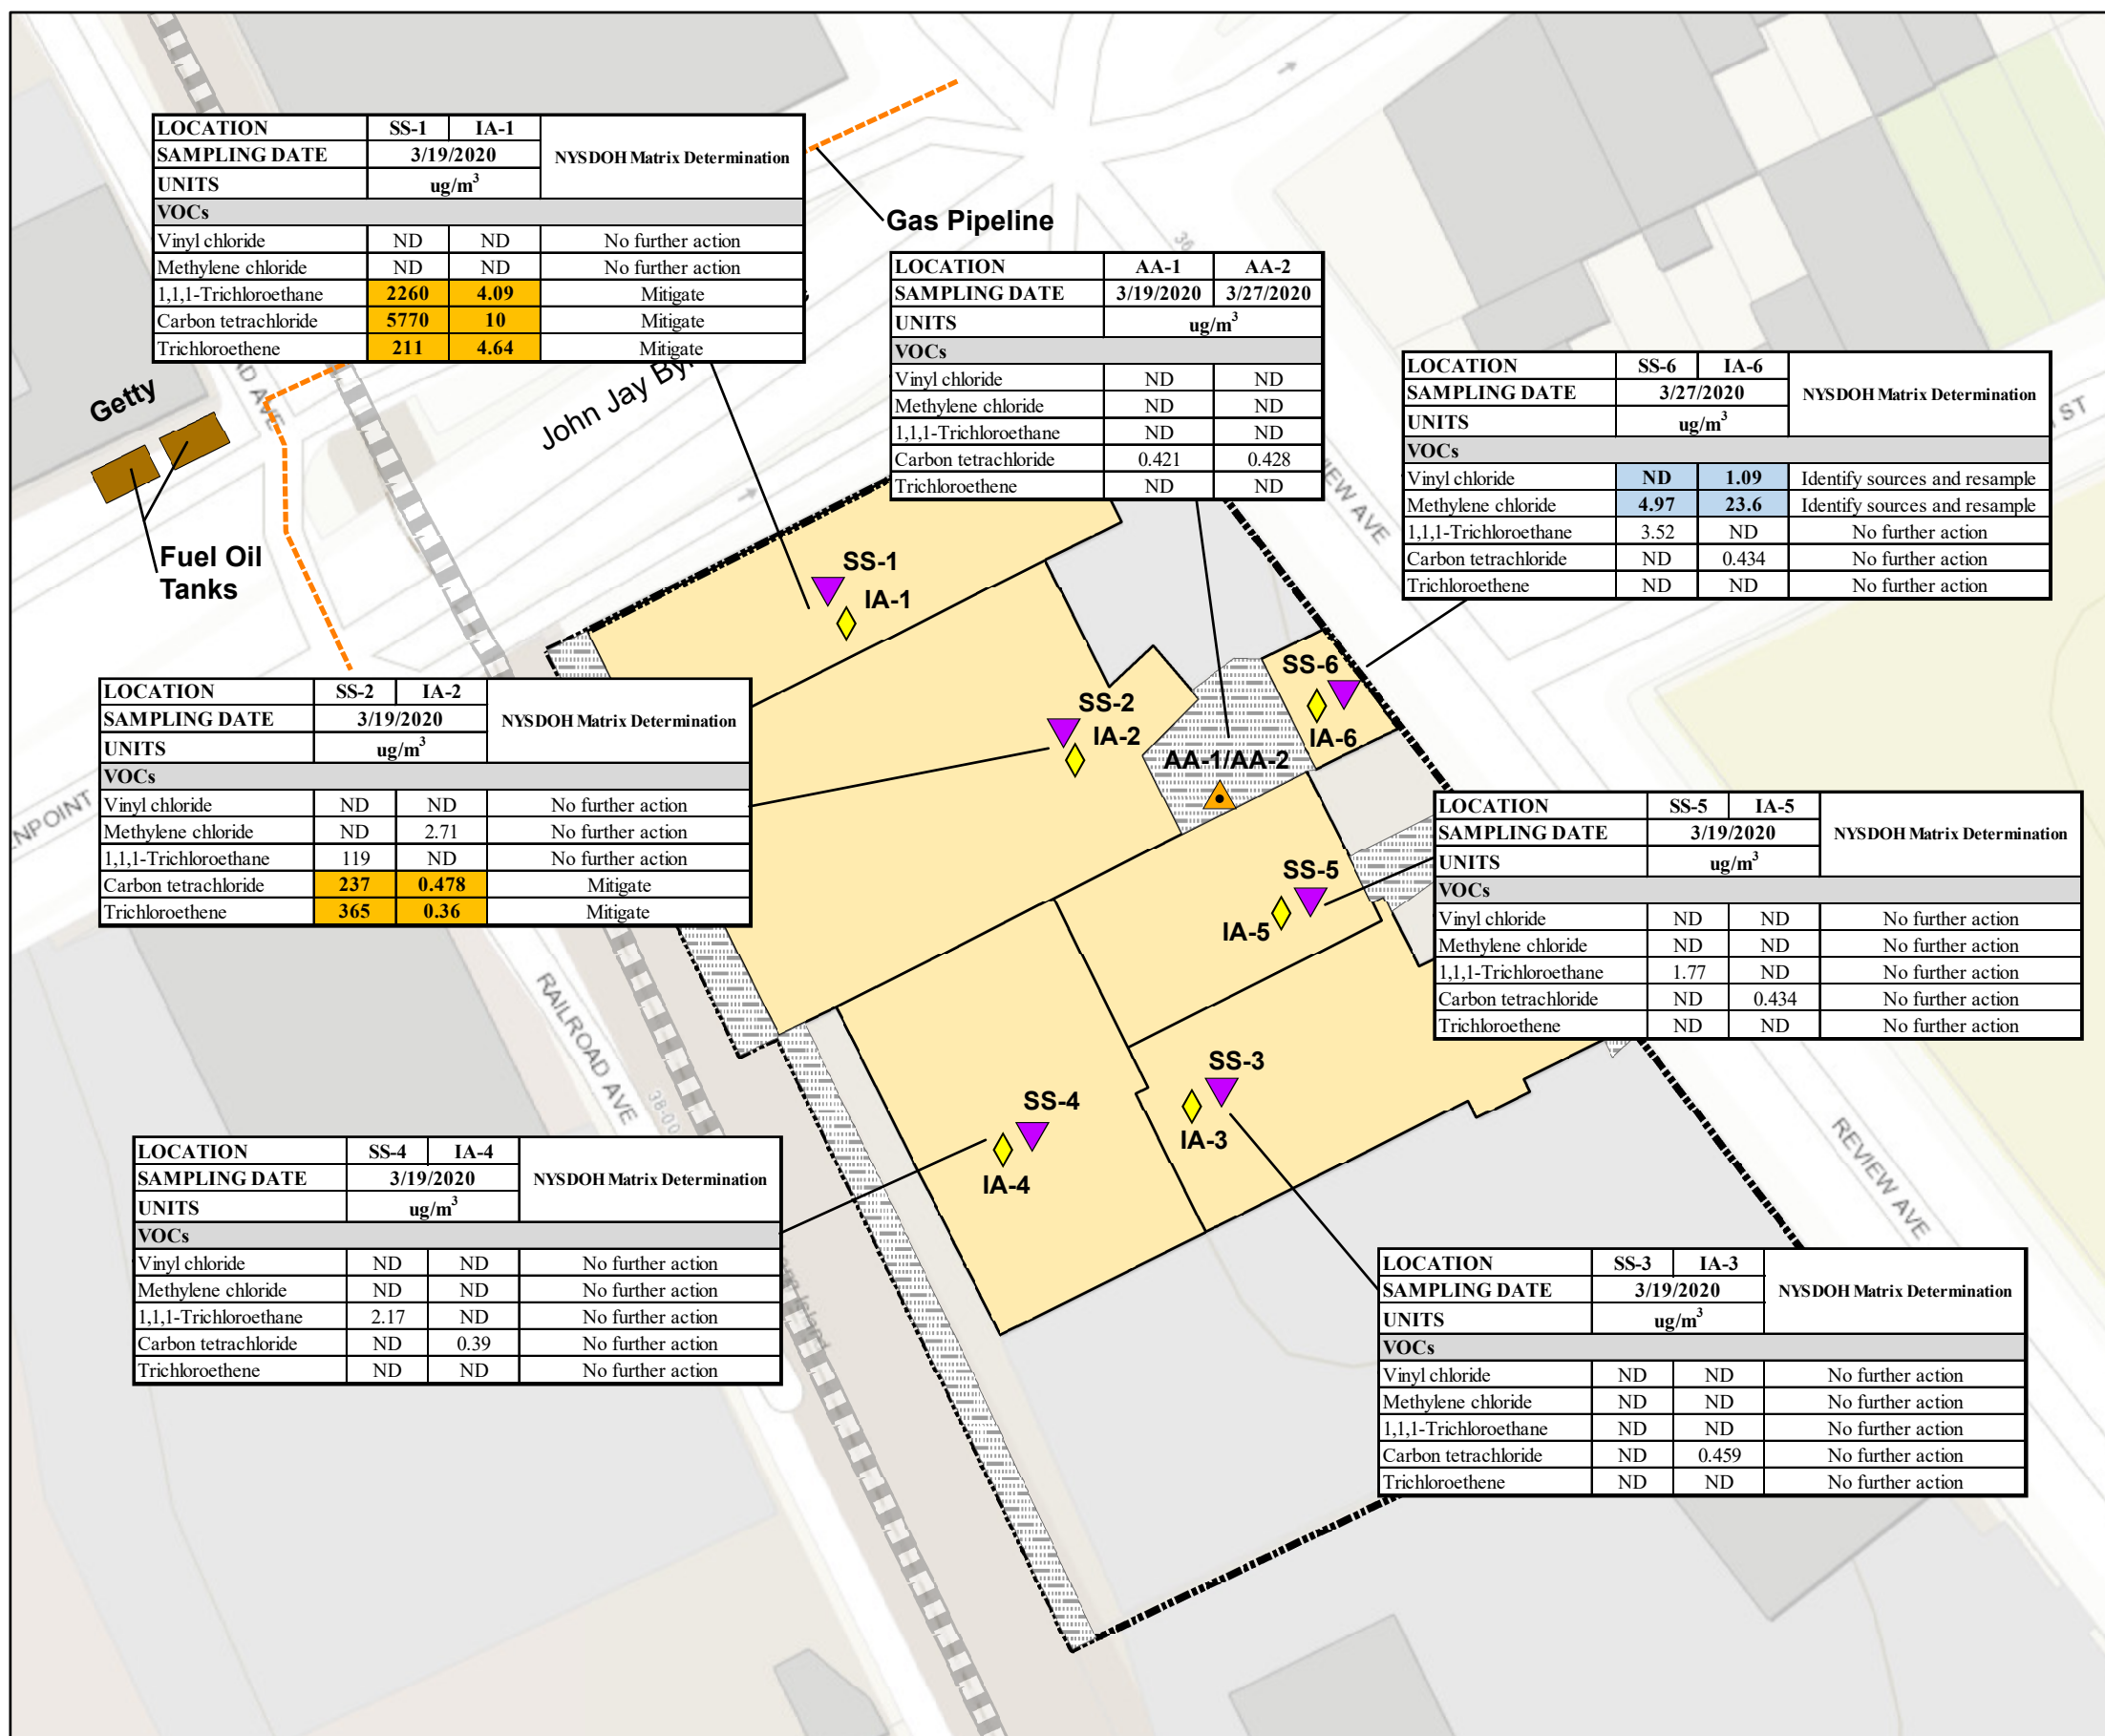 LOCATION SS-1 IA-1 NYSDOH Matrix Determination
SAMPLING DATE 3/19/2020
UNITS ug/m³
VOCs
Vinyl chloride ND ND No further action
Methylene chloride ND ND No further action
1,1,1-Trichloroethane 2260 4.09 Mitigate
Carbon tetrachloride 5770 10 Mitigate
Trichloroethene 211 4.64 Mitigate
Gas Pipeline
36
LOCATION AA-1 AA-2
SAMPLING DATE 3/19/2020 3/27/2020
UNITS ug/m³
VOCs
Vinyl chloride ND ND
Methylene chloride ND ND
1,1,1-Trichloroethane ND ND
Carbon tetrachloride 0.421 0.428
Trichloroethene ND ND
LOCATION SS-6 IA-6 NYSDOH Matrix Determination
SAMPLING DATE 3/27/2020
UNITS ug/m³
VOCs
Vinyl chloride ND 1.09 Identify sources and resample
Methylene chloride 4.97 23.6 Identify sources and resample
1,1,1-Trichloroethane 3.52 ND No further action
Carbon tetrachloride ND 0.434 No further action
Trichloroethene ND ND No further action
ST
Getty
AD AVE
John Jay By
IEW AVE
Fuel Oil
Tanks
SS-1
IA-1
SS-6
IA-6
SS-2
IA-2
AA-1/AA-2
LOCATION SS-2 IA-2 NYSDOH Matrix Determination
SAMPLING DATE 3/19/2020
UNITS ug/m³
VOCs
Vinyl chloride ND ND No further action
Methylene chloride ND 2.71 No further action
1,1,1-Trichloroethane 119 ND No further action
Carbon tetrachloride 237 0.478 Mitigate
Trichloroethene 365 0.36 Mitigate
NPOINT
LOCATION SS-5 IA-5 NYSDOH Matrix Determination
SAMPLING DATE 3/19/2020
UNITS ug/m³
VOCs
Vinyl chloride ND ND No further action
Methylene chloride ND ND No further action
1,1,1-Trichloroethane 1.77 ND No further action
Carbon tetrachloride ND 0.434 No further action
Trichloroethene ND ND No further action
SS-5
IA-5
RAILROAD AVE
38-00
SS-3
IA-3
SS-4
IA-4
REVIEW AVE
LOCATION SS-4 IA-4 NYSDOH Matrix Determination
SAMPLING DATE 3/19/2020
UNITS ug/m³
VOCs
Vinyl chloride ND ND No further action
Methylene chloride ND ND No further action
1,1,1-Trichloroethane 2.17 ND No further action
Carbon tetrachloride ND 0.39 No further action
Trichloroethene ND ND No further action
Island
LOCATION SS-3 IA-3 NYSDOH Matrix Determination
SAMPLING DATE 3/19/2020
UNITS ug/m³
VOCs
Vinyl chloride ND ND No further action
Methylene chloride ND ND No further action
1,1,1-Trichloroethane ND ND No further action
Carbon tetrachloride ND 0.459 No further action
Trichloroethene ND ND No further action